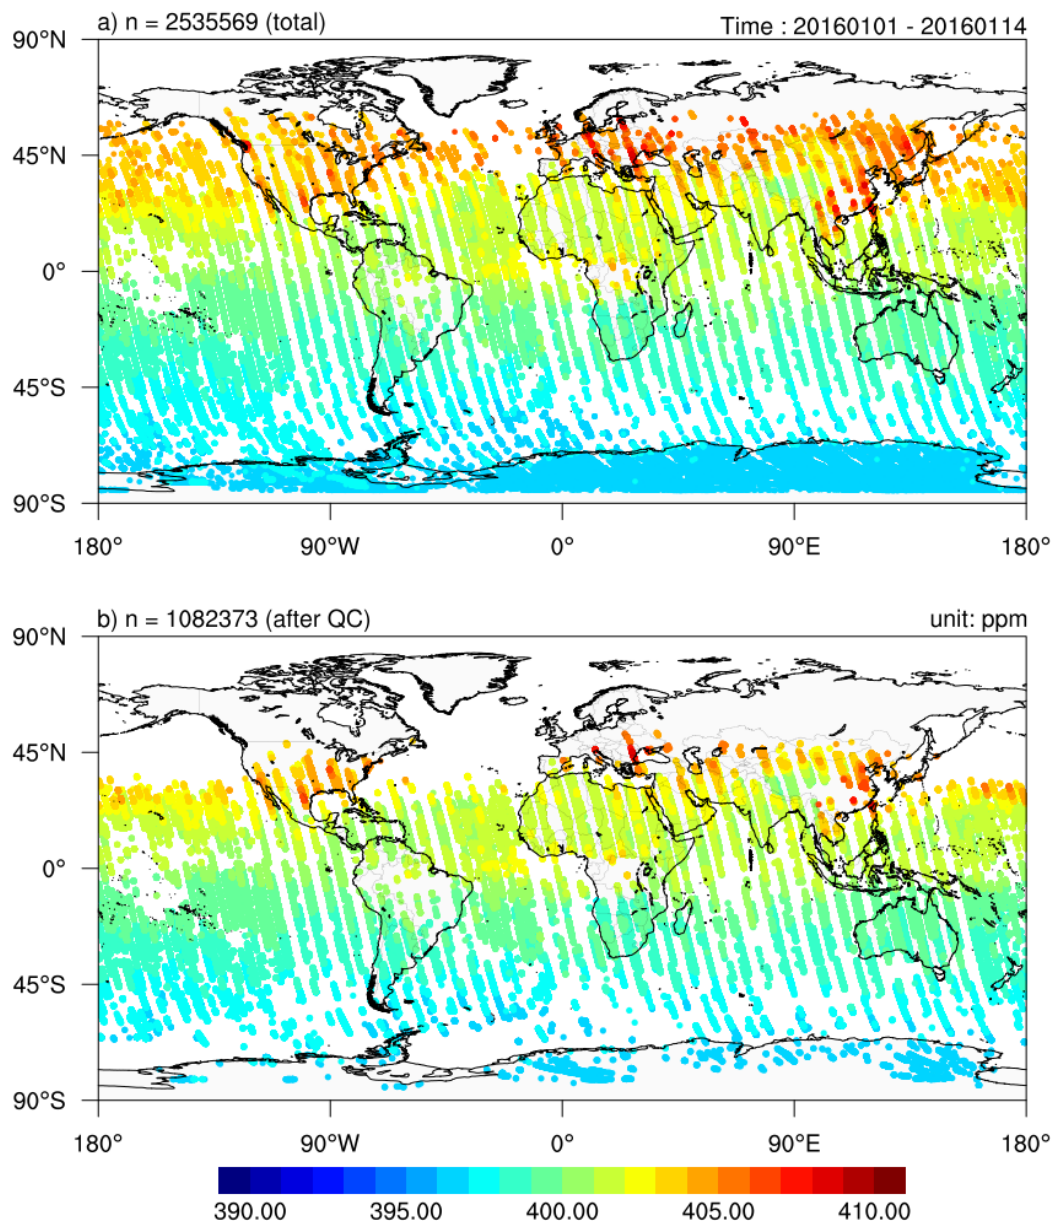 a) n = 2535569 (total) Time : 20160101 - 20160114
90°N
45°N
0°
45°S
90°S
180° 90°W 0° 90°E 180°
b) n = 1082373 (after QC) unit: ppm
90°N
45°N
0°
45°S
90°S
180° 90°W 0° 90°E 180°
390.00 395.00 400.00 405.00 410.00